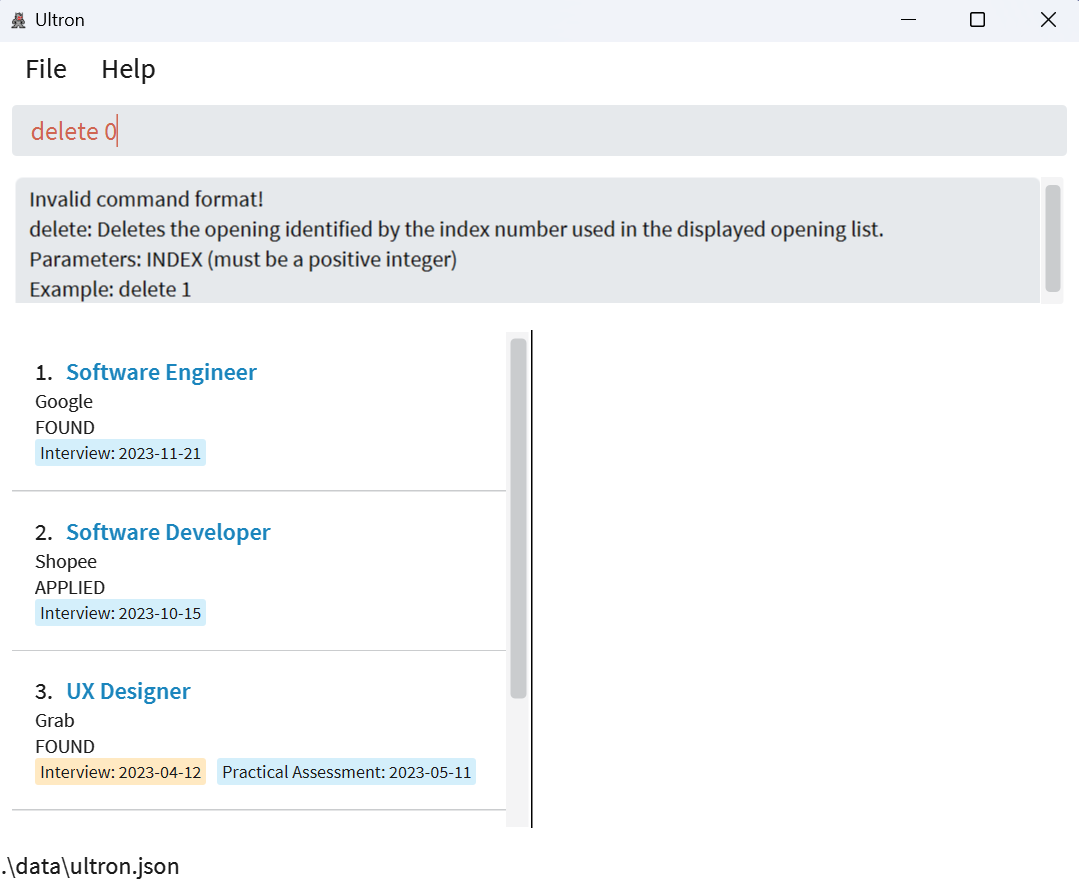 Ultron
File Help
delete 0
Invalid command format!
delete: Deletes the opening identified by the index number used in the displayed opening list.
Parameters: INDEX (must be a positive integer)
Example: delete 1
1. Software Engineer
Google
FOUND
Interview: 2023-11-21
2. Software Developer
Shopee
APPLIED
Interview: 2023-10-15
3. UX Designer
Grab
FOUND
Interview: 2023-04-12 Practical Assessment: 2023-05-11
.\data\ultron.json